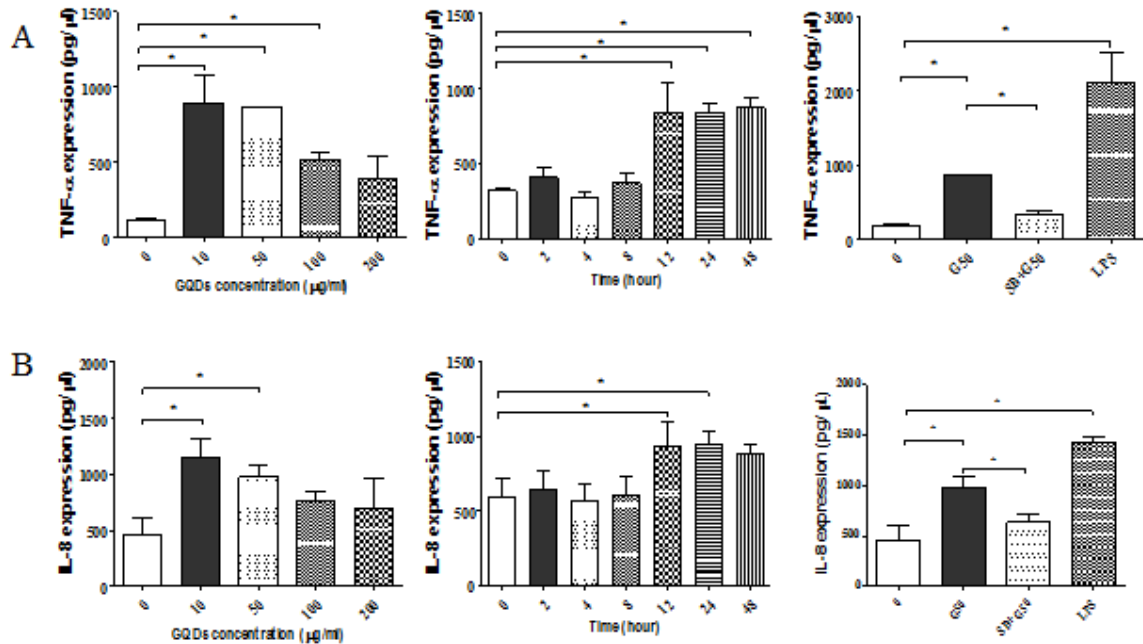 A
TNF-α expression (pg/µl)
1500
1000
500
0
* * *
0 10 50 100 200
GQDs concentration (µg/ml)
TNF-α expression (pg/µl)
1500
1000
500
0
* * *
0 2 4 8 12 24 48
Time (hour)
TNF-α expression (pg/µl)
3000
2000
1000
0
* * *
0 G50 SB+G50 LPS
B
IL-8 expression (pg/µl)
2000
1500
1000
500
0
* *
0 10 50 100 200
GQDs concentration (µg/ml)
IL-8 expression (pg/µl)
1500
1000
500
0
* *
0 2 4 8 12 24 48
Time (hour)
IL-8 expression (pg/µL)
2000
1500
1000
500
0
* * *
0 G50 SB+G50 LPS